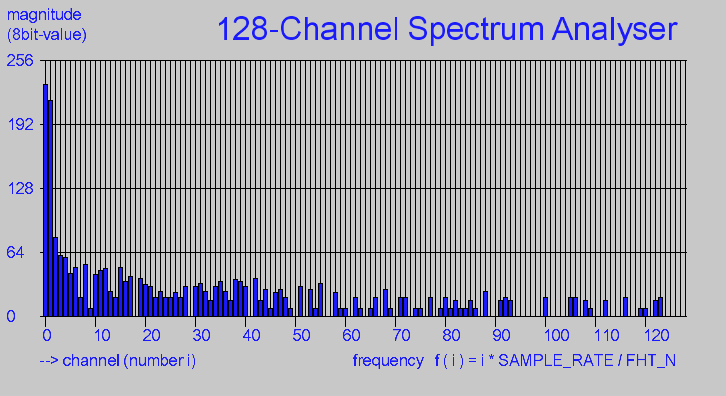 magnitude
(8bit-value)
128-Channel Spectrum Analyser
256
192
128
64
0
0 10 20 30 40 50 60 70 80 90 100 110 120
--> channel (number i) frequency f ( i ) = i * SAMPLE_RATE / FHT_N